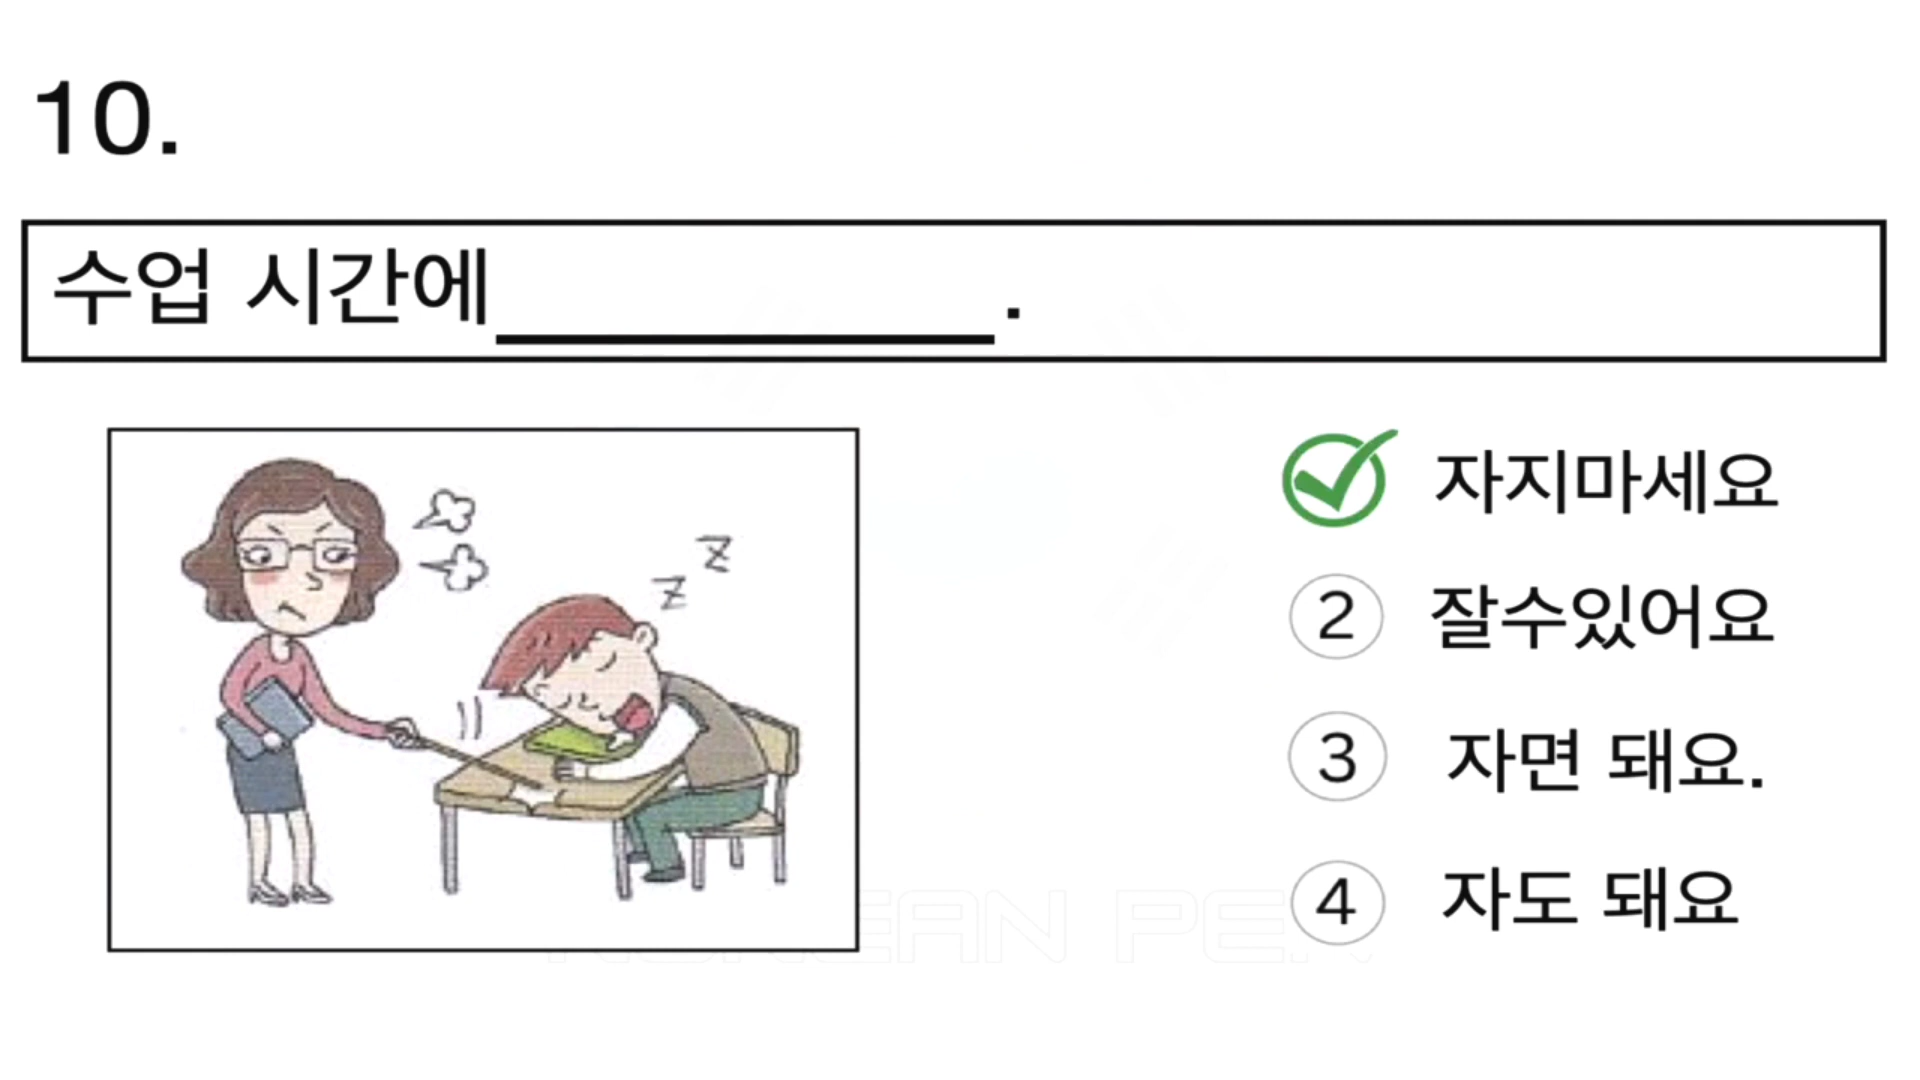 10.
수업 시간에__________.
z
z
자지마세요
② 잘수있어요
③ 자면 돼요.
④ 자도 돼요